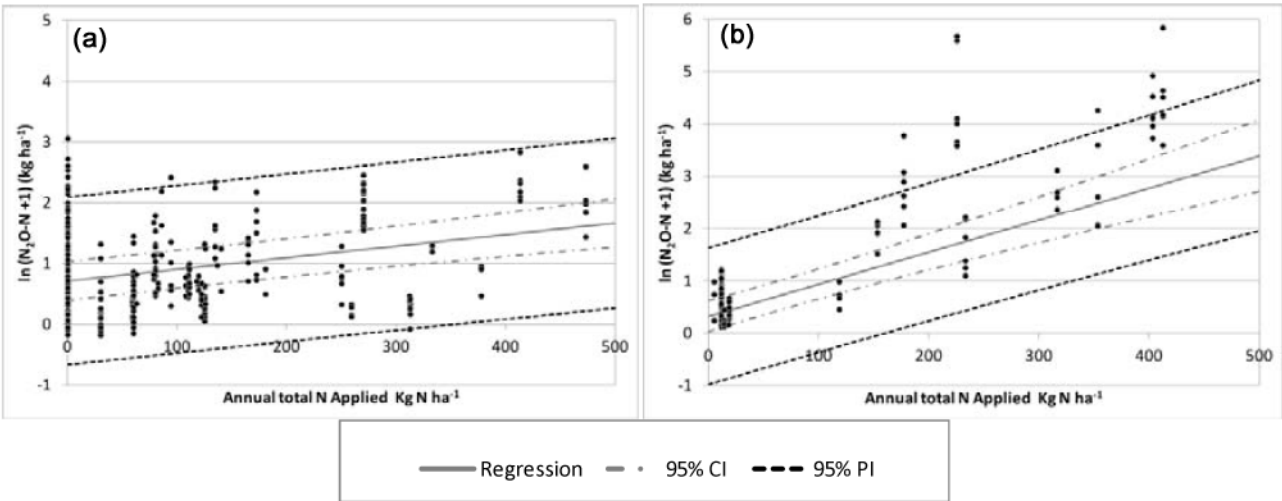 (a)
ln (N₂O-N +1) (kg ha⁻¹)
5
4
3
2
1
0
-1
0 100 200 300 400 500
Annual total N Applied Kg N ha⁻¹
(b)
ln (N₂O-N +1) (kg ha⁻¹)
6
5
4
3
2
1
0
-1
0 100 200 300 400 500
Annual total N Applied Kg N ha⁻¹
Regression 95% CI 95% PI